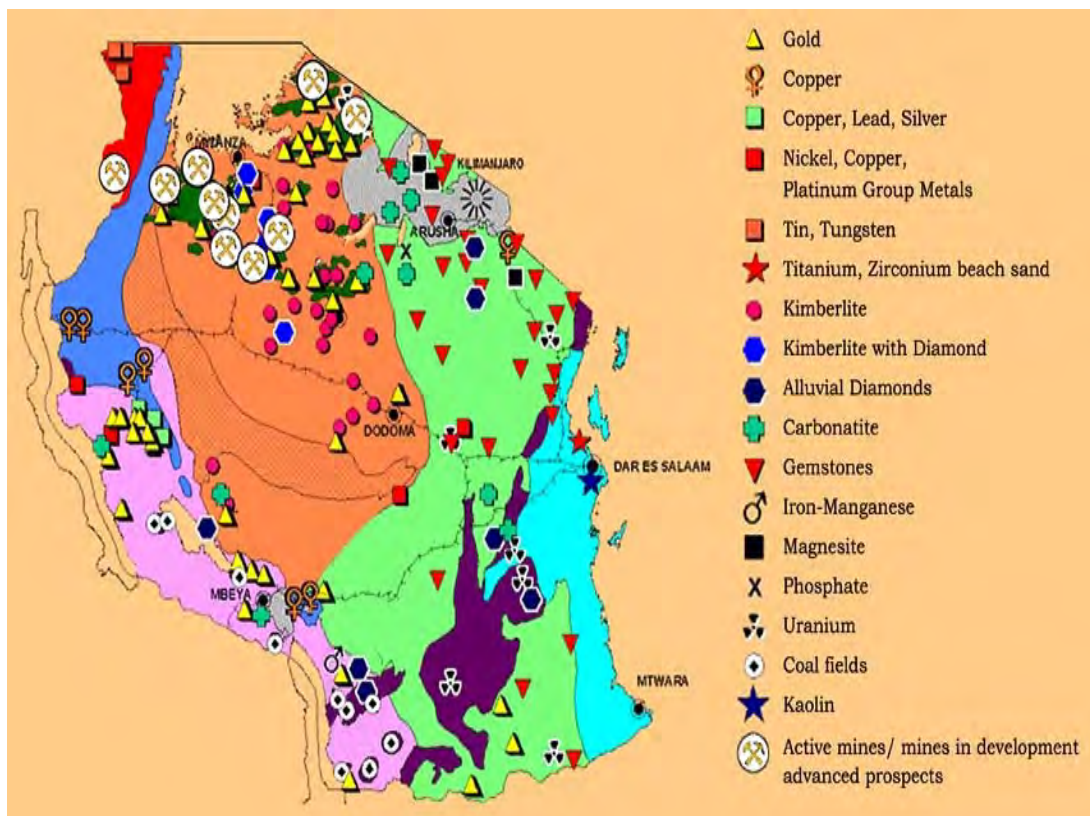 MWANZA
KILIMANJARO
ARUSHA
DODOMA
DAR ES SALAAM
MBEYA
MTWARA
Gold
Copper
Copper, Lead, Silver
Nickel, Copper,
Platinum Group Metals
Tin, Tungsten
Titanium, Zirconium beach sand
Kimberlite
Kimberlite with Diamond
Alluvial Diamonds
Carbonatite
Gemstones
Iron-Manganese
Magnesite
Phosphate
Uranium
Coal fields
Kaolin
Active mines/ mines in development
advanced prospects